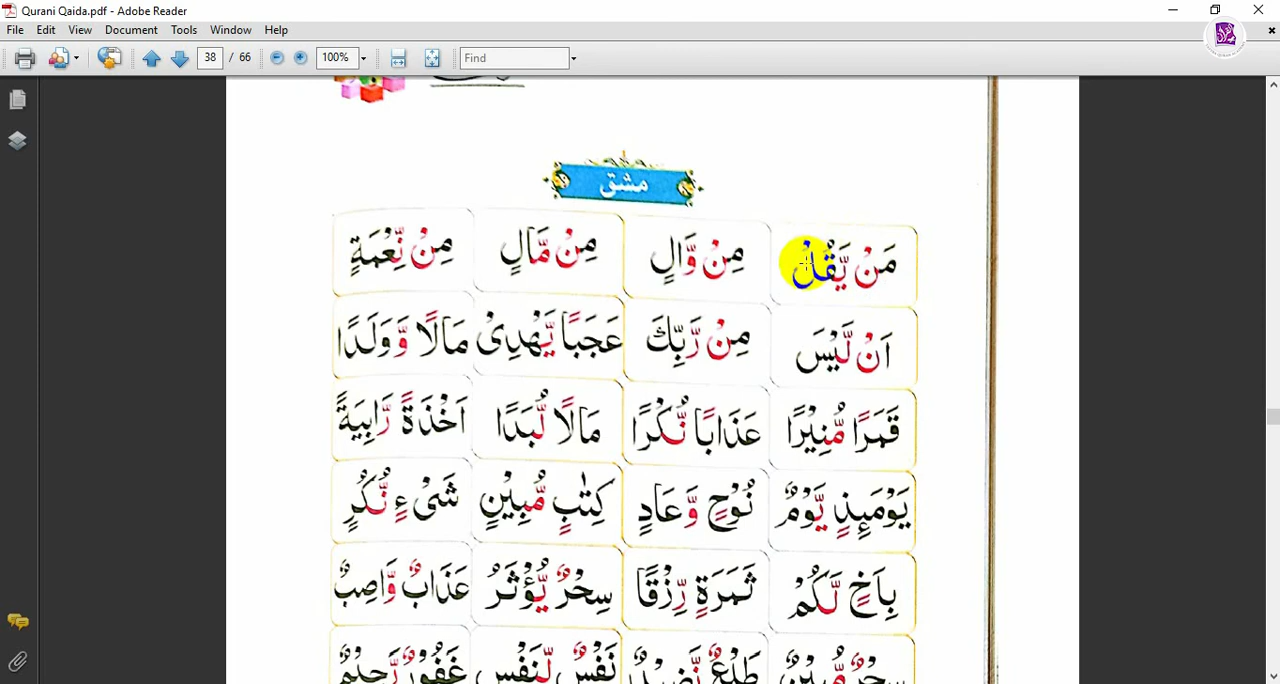 Qurani Qaida.pdf - Adobe Reader
File Edit View Document Tools Window Help
38 / 66 100% Find
مشق
مَنْ يَّقُلْ مِنْ وَّالٍ مِنْ مَّالٍ مِنْ نِّعْمَةٍ
اَنْ لَّيْسَ مِنْ رَّبِّكَ عَجَبًا يَّهْدِىْ مَالًا وَّوَلَدًا
قَمَرًا مُّنِيْرًا عَذَابًا نُّكْرًا مَالًا لُّبَدًا اَخْذَةً رَّابِيَةً
يَوْمَئِذٍ يَّوْمٌ نُوْحٍ وَّعَادٍ كِتٰبٍ مُّبِيْنٍ شَىْءٍ نُّكُرٍ
بِاَخٍ لَّكُمْ ثَمَرَةٍ رِّزْقًا سِحْرٌ يُّؤْثَرُ عَذَابٌ وَّاصِبٌ
سِحْرٌ مُّبِيْنٌ طَلْعٌ نَّضِيْدٌ نَفْسٌ لِّنَفْسٍ غَفُوْرٌ رَّحِيْمٌ